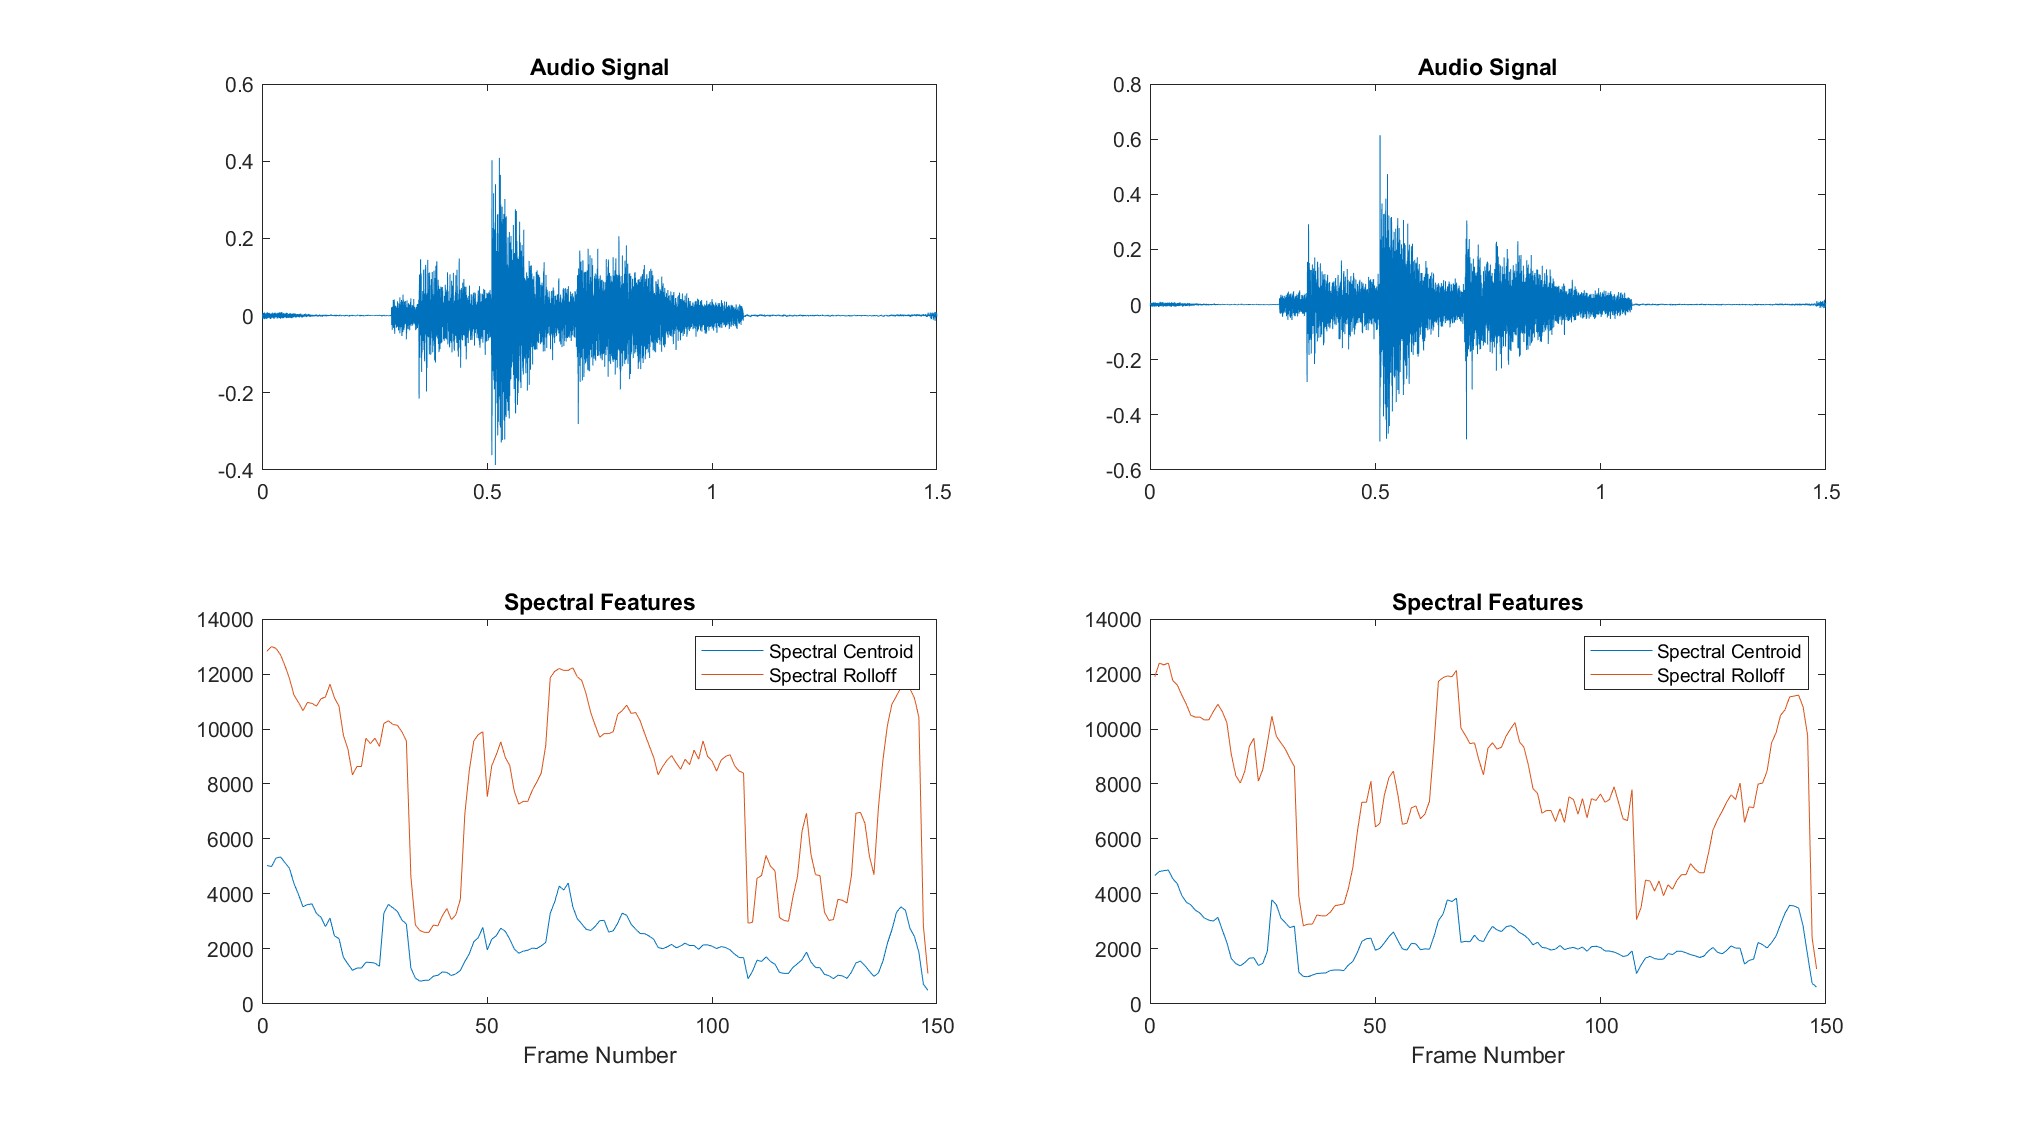 Audio Signal
0.6
0.4
0.2
0
-0.2
-0.4
0 0.5 1 1.5
Audio Signal
0.8
0.6
0.4
0.2
0
-0.2
-0.4
-0.6
0 0.5 1 1.5
Spectral Features
14000
12000
10000
8000
6000
4000
2000
0
Spectral Centroid
Spectral Rolloff
0 50 100 150
Frame Number
Spectral Features
14000
12000
10000
8000
6000
4000
2000
0
Spectral Centroid
Spectral Rolloff
0 50 100 150
Frame Number